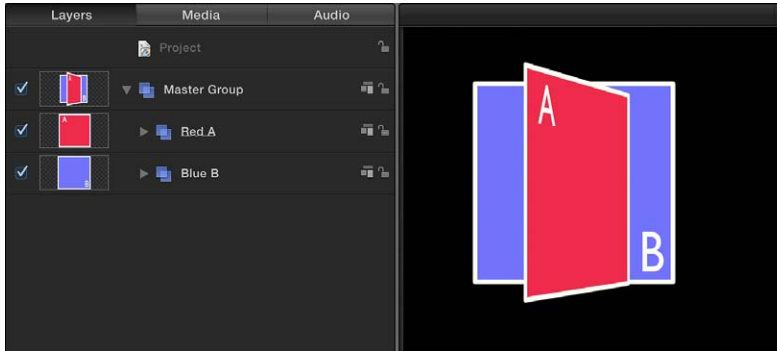 Layers Media Audio
Project
Master Group
Red A
Blue B
A
B